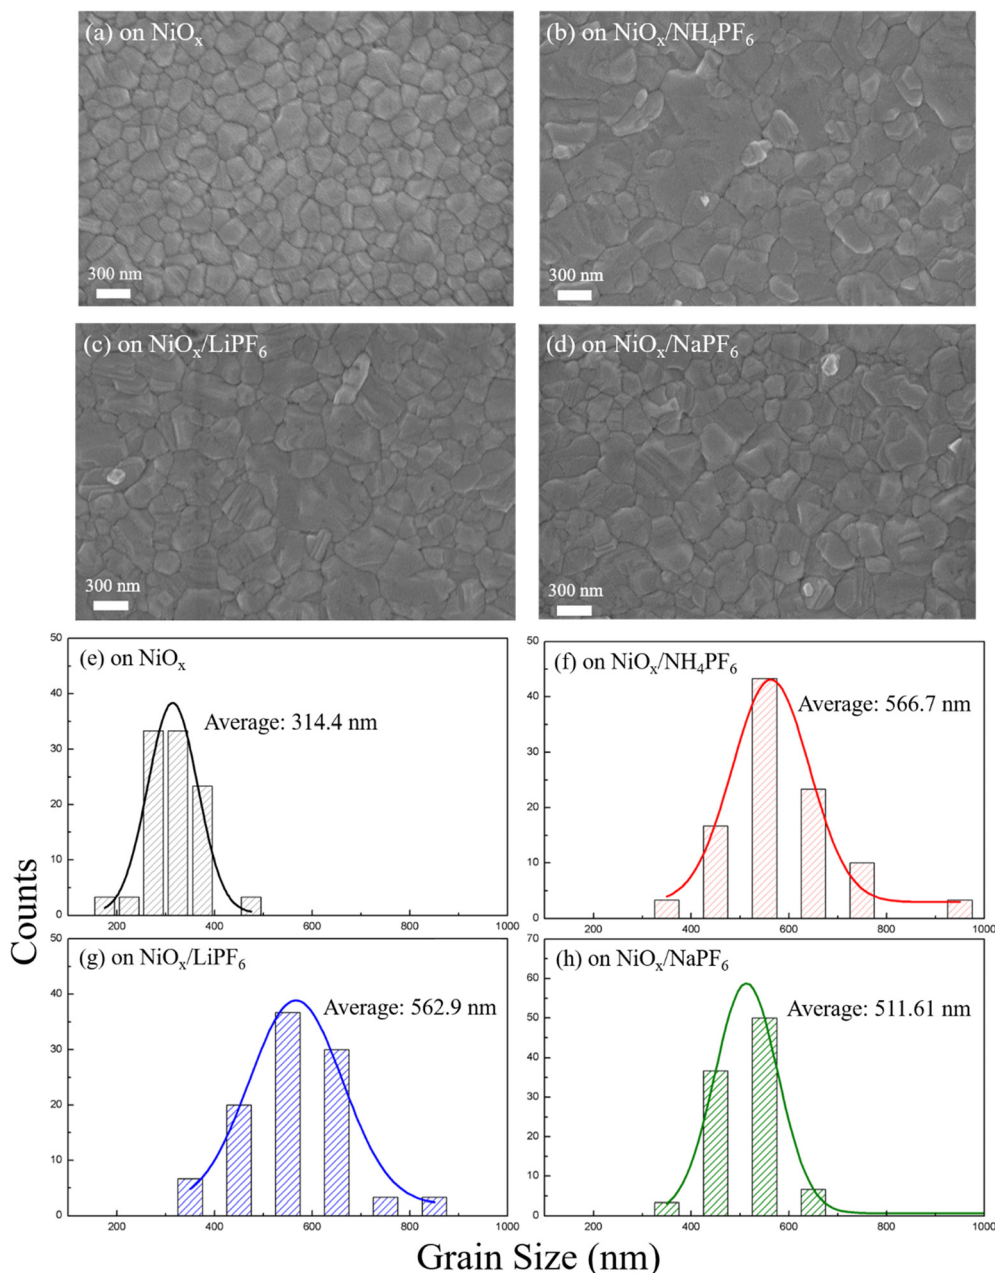 (a) on NiOₓ
300 nm
(b) on NiOₓ/NH₄PF₆
300 nm
(c) on NiOₓ/LiPF₆
300 nm
(d) on NiOₓ/NaPF₆
300 nm
Counts
(e) on NiOₓ
Average: 314.4 nm
50
40
30
20
10
0
200 400 600 800 1000
(f) on NiOₓ/NH₄PF₆
Average: 566.7 nm
50
40
30
20
10
0
200 400 600 800 1000
(g) on NiOₓ/LiPF₆
Average: 562.9 nm
50
40
30
20
10
0
200 400 600 800 1000
(h) on NiOₓ/NaPF₆
Average: 511.61 nm
70
60
50
40
30
20
10
0
200 400 600 800 1000
Grain Size (nm)